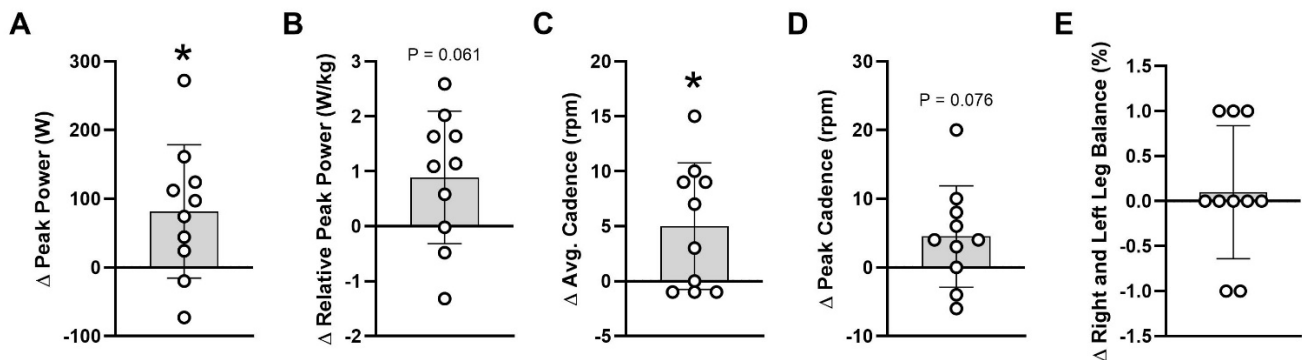 A
Δ Peak Power (W)
300
200
100
0
-100
*
B
Δ Relative Peak Power (W/kg)
3
2
1
0
-1
-2
P = 0.061
C
Δ Avg. Cadence (rpm)
20
15
10
5
0
-5
*
D
Δ Peak Cadence (rpm)
30
20
10
0
-10
P = 0.076
E
Δ Right and Left Leg Balance (%)
1.5
1.0
0.5
0.0
-0.5
-1.0
-1.5